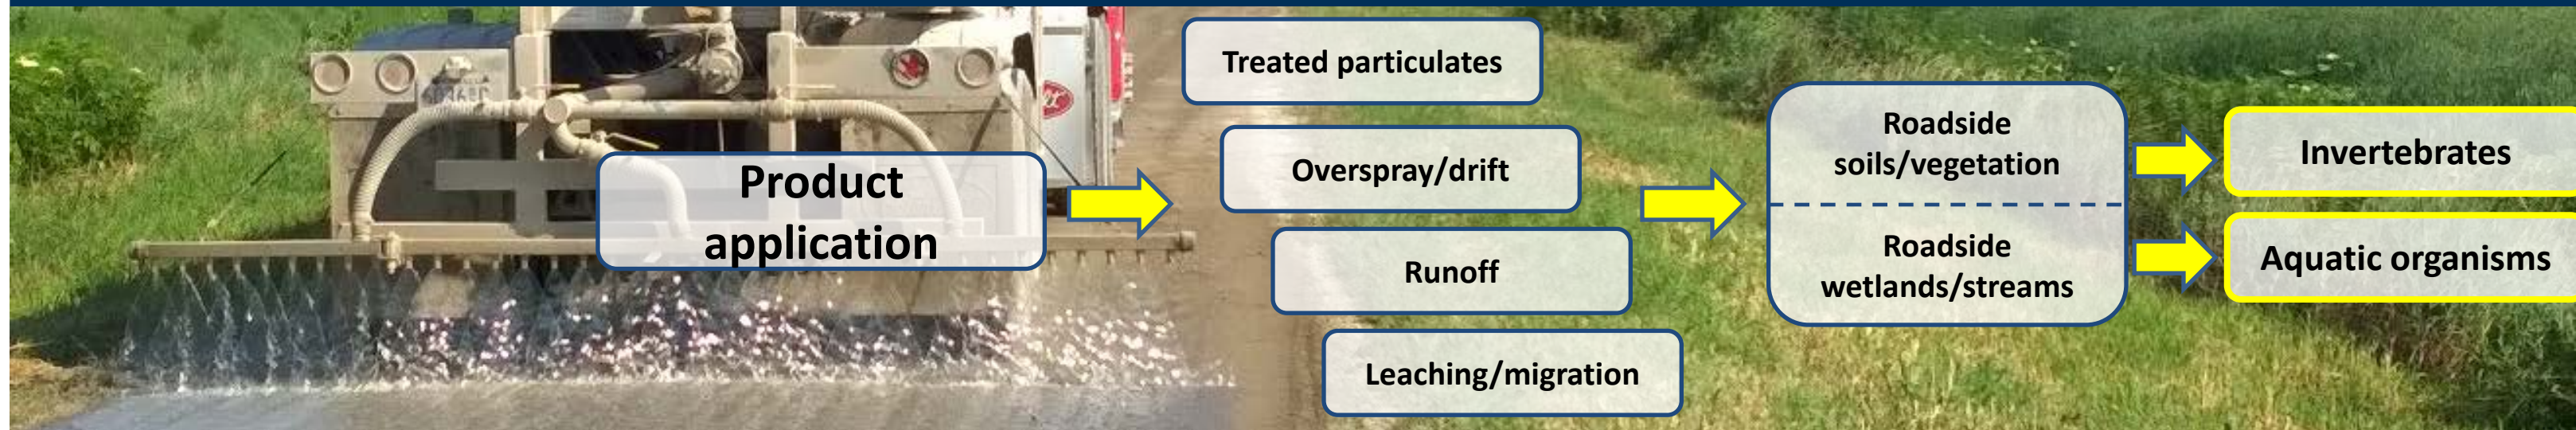 Product
application
Treated particulates
Overspray/drift
Runoff
Leaching/migration
Roadside
soils/vegetation
Roadside
wetlands/streams
Invertebrates
Aquatic organisms